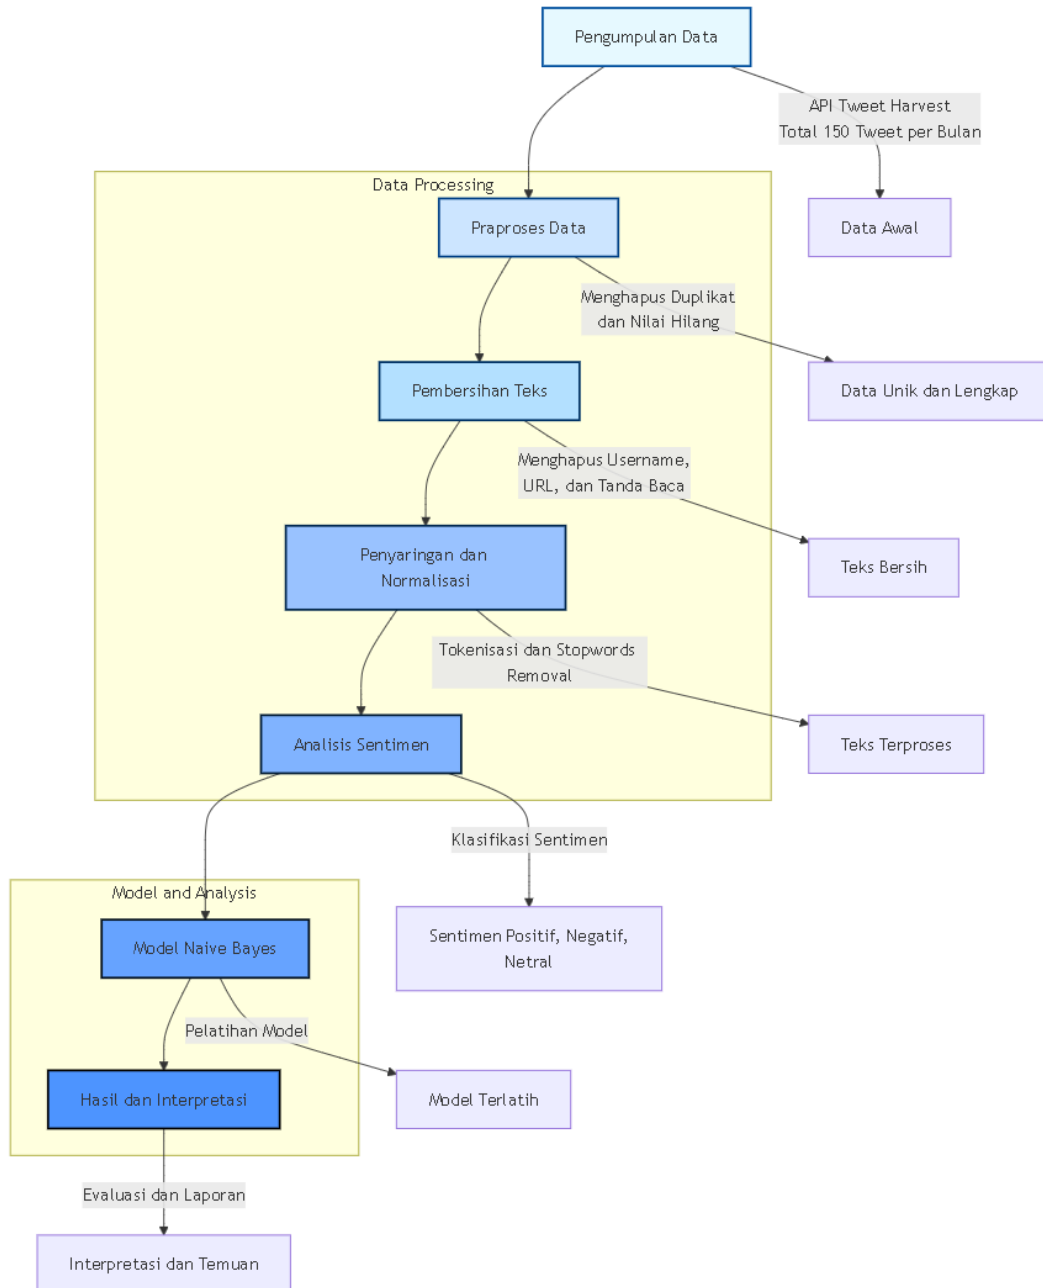 Pengumpulan Data
API Tweet Harvest
Total 150 Tweet per Bulan
Data Processing
Praproses Data
Data Awal
Menghapus Duplikat
dan Nilai Hilang
Pembersihan Teks
Data Unik dan Lengkap
Menghapus Username,
URL, dan Tanda Baca
Penyaringan dan
Normalisasi
Teks Bersih
Tokenisasi dan Stopwords
Removal
Analisis Sentimen
Teks Terproses
Klasifikasi Sentimen
Model and Analysis
Model Naive Bayes
Sentimen Positif, Negatif,
Netral
Pelatihan Model
Hasil dan Interpretasi
Model Terlatih
Evaluasi dan Laporan
Interpretasi dan Temuan